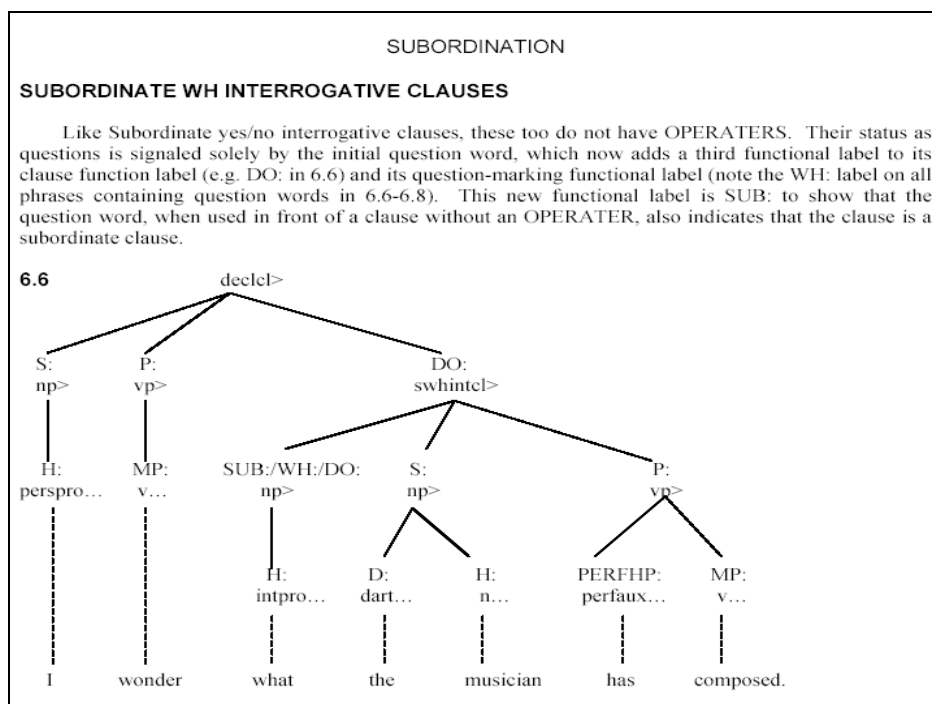 SUBORDINATION
SUBORDINATE WH INTERROGATIVE CLAUSES
Like Subordinate yes/no interrogative clauses, these too do not have OPERATERS. Their status as
questions is signaled solely by the initial question word, which now adds a third functional label to its
clause function label (e.g. DO: in 6.6) and its question-marking functional label (note the WH: label on all
phrases containing question words in 6.6-6.8). This new functional label is SUB: to show that the
question word, when used in front of a clause without an OPERATER, also indicates that the clause is a
subordinate clause.
6.6 declcl>
S: P: DO:
np> vp> swhintcl>
H: MP: SUB:/WH:/DO: S: P:
perspro... v... np> np> vp>
H: D: H: PERFHP: MP:
intpro... dart... n... perfaux... v...
I wonder what the musician has composed.